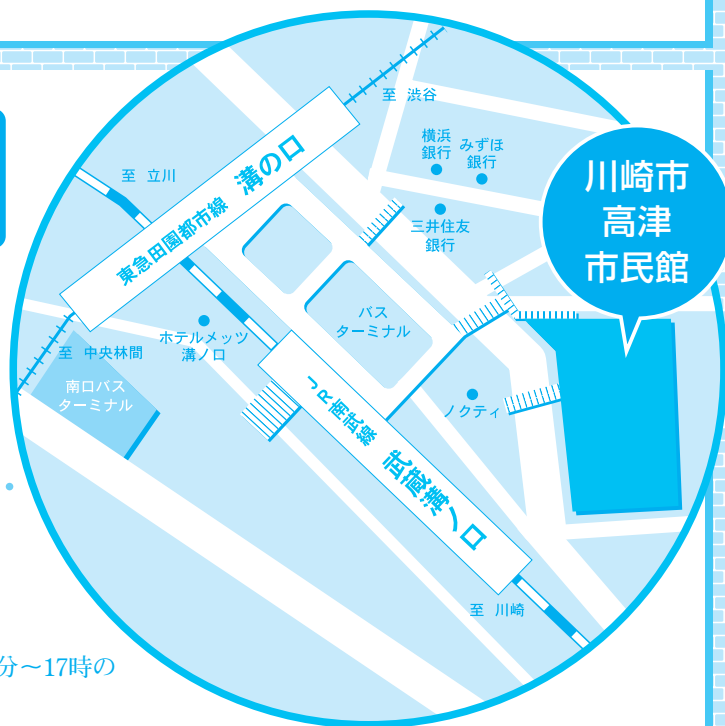 至 渋谷
横浜
銀行
みずほ
銀行
川崎市
高津
市民館
至 立川
東急田園都市線 溝の口
三井住友
銀行
バス
ターミナル
ホテルメッツ
溝ノ口
至 中央林間
南口バス
ターミナル
ノクティ
JR南武線 武蔵溝ノ口
至 川崎
分～17時の